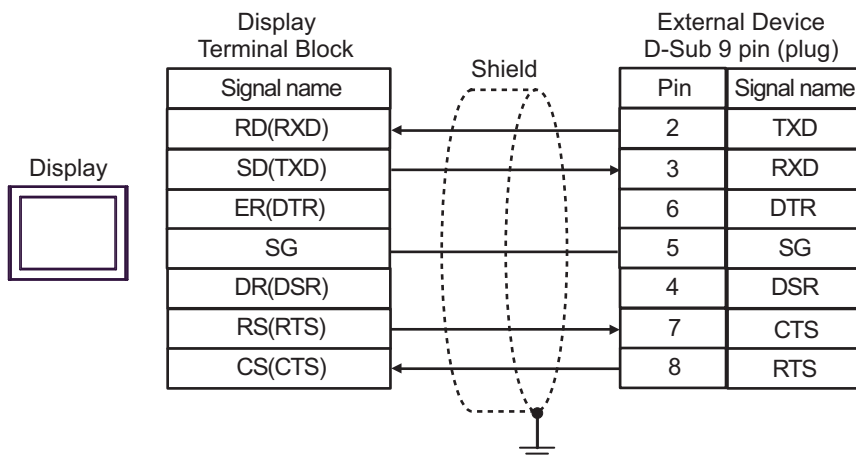 Display
Terminal Block
External Device
D-Sub 9 pin (plug)
Shield
Signal name
Pin Signal name
RD(RXD) 2 TXD
Display
SD(TXD) 3 RXD
ER(DTR) 6 DTR
SG 5 SG
DR(DSR) 4 DSR
RS(RTS) 7 CTS
CS(CTS) 8 RTS